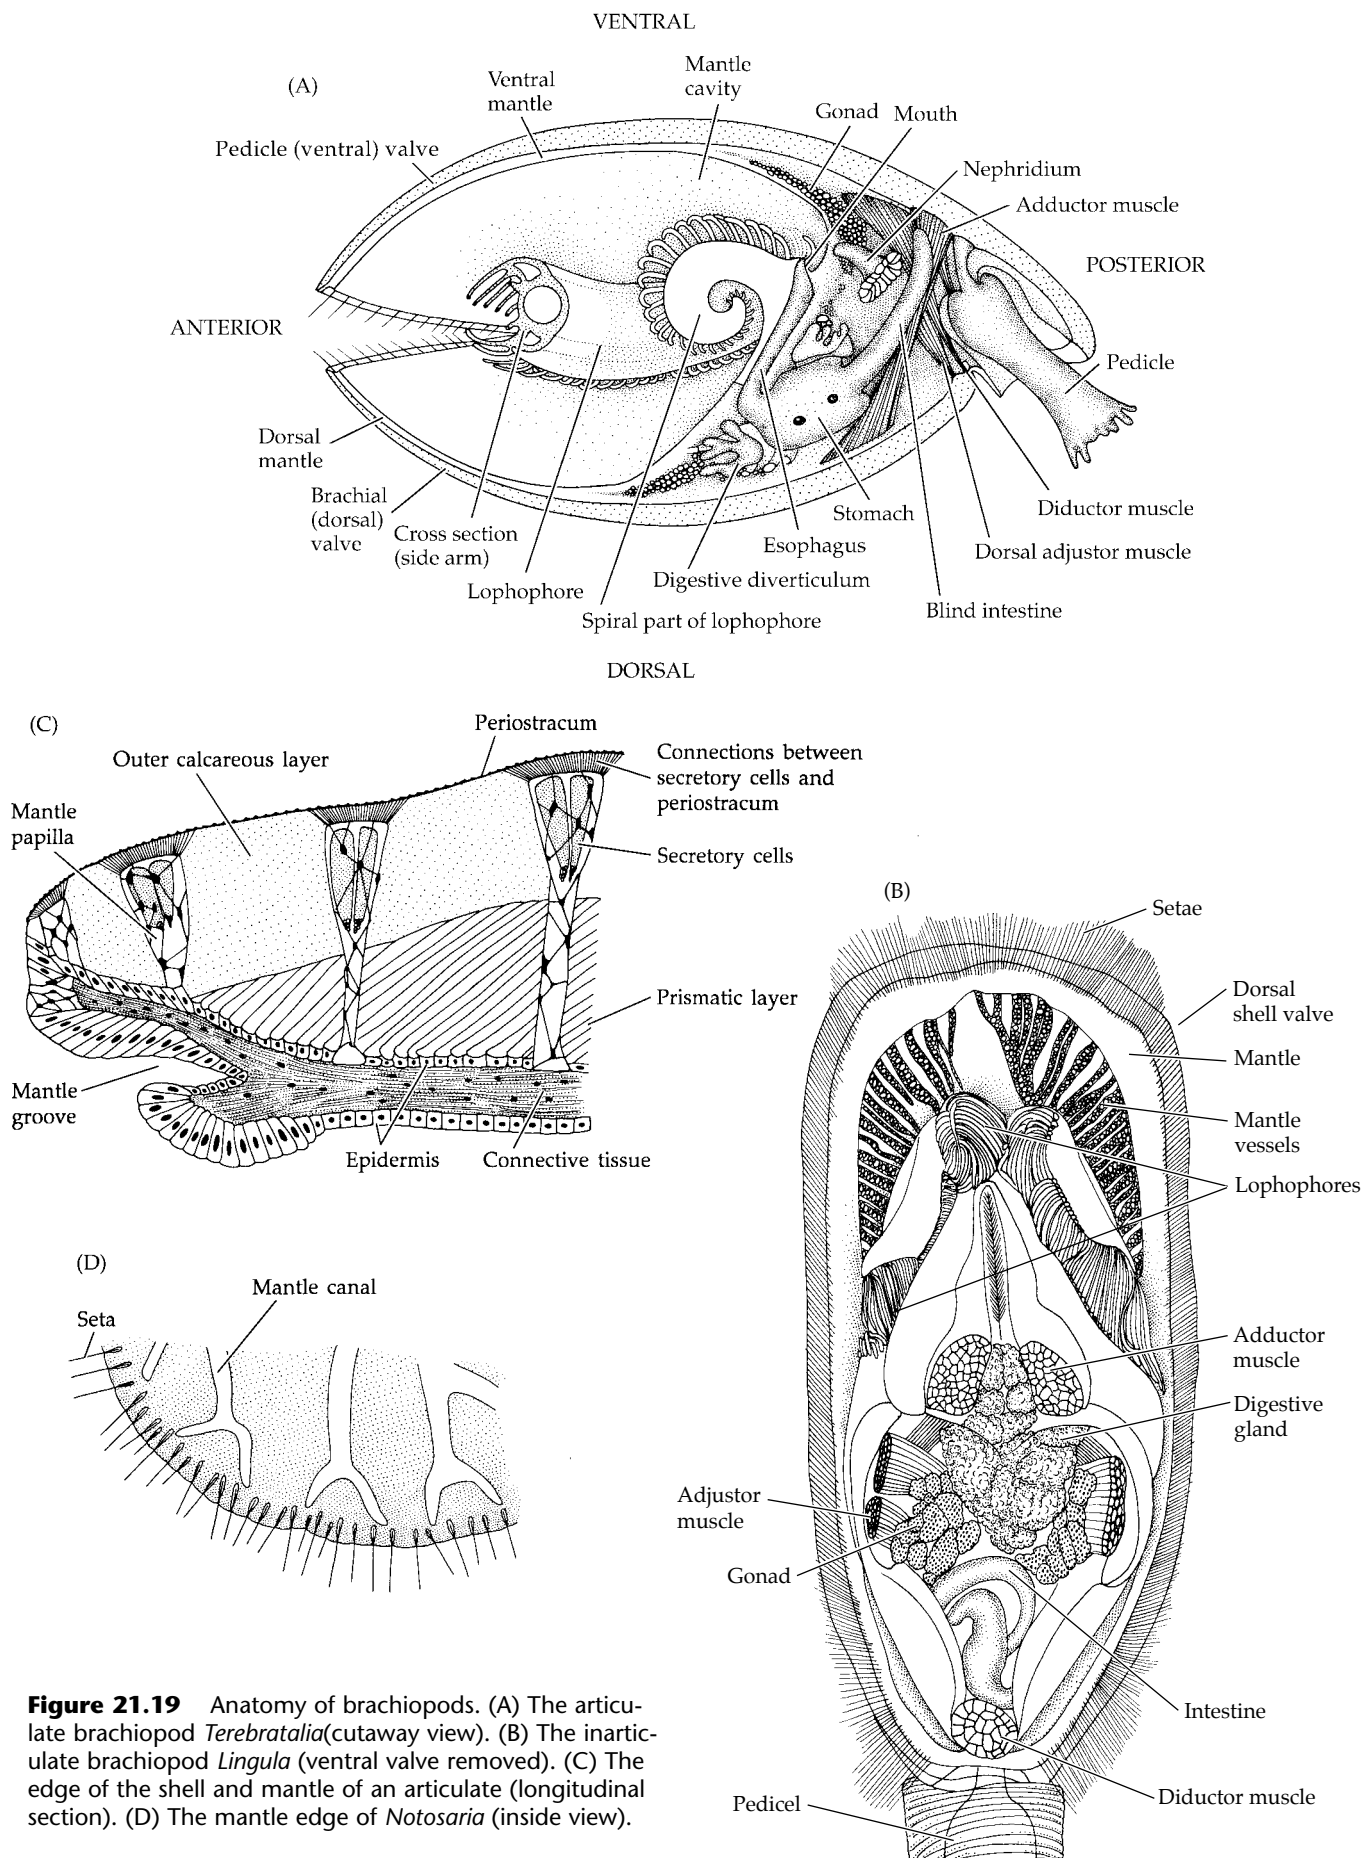 VENTRAL
(A)
Ventral
mantle
Mantle
cavity
Gonad
Mouth
Pedicle (ventral) valve
Nephridium
Adductor muscle
POSTERIOR
ANTERIOR
Pedicle
Dorsal
mantle
Brachial
(dorsal)
valve
Cross section
(side arm)
Lophophore
Spiral part of lophophore
Digestive diverticulum
Esophagus
Stomach
Diductor muscle
Dorsal adjustor muscle
Blind intestine
DORSAL
(C)
Periostracum
Outer calcareous layer
Connections between
secretory cells and
periostracum
Mantle
papilla
Secretory cells
Prismatic layer
Mantle
groove
Epidermis
Connective tissue
(B)
Setae
Dorsal
shell valve
Mantle
Mantle
vessels
Lophophores
Adductor
muscle
Digestive
gland
Adjustor
muscle
Gonad
Intestine
Diductor muscle
Pedicel
(D)
Mantle canal
Seta
Figure 21.19 Anatomy of brachiopods. (A) The articu-
late brachiopod Terebratalia(cutaway view). (B) The inartic-
ulate brachiopod Lingula (ventral valve removed). (C) The
edge of the shell and mantle of an articulate (longitudinal
section). (D) The mantle edge of Notosaria (inside view).